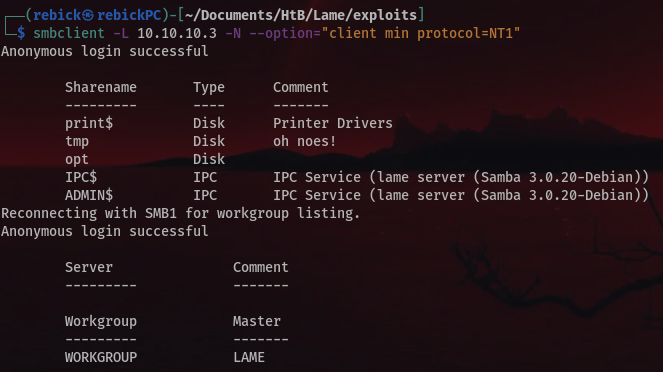 ┌──(rebick㉿rebickPC)-[~/Documents/HtB/Lame/exploits]
└─$ smbclient -L 10.10.10.3 -N --option="client min protocol=NT1"
Anonymous login successful

        Sharename       Type      Comment
        ---------       ----      -------
        print$          Disk      Printer Drivers
        tmp             Disk      oh noes!
        opt             Disk
        IPC$            IPC       IPC Service (lame server (Samba 3.0.20-Debian))
        ADMIN$          IPC       IPC Service (lame server (Samba 3.0.20-Debian))
Reconnecting with SMB1 for workgroup listing.
Anonymous login successful

        Server               Comment
        ---------            -------

        Workgroup            Master
        ---------            -------
        WORKGROUP            LAME